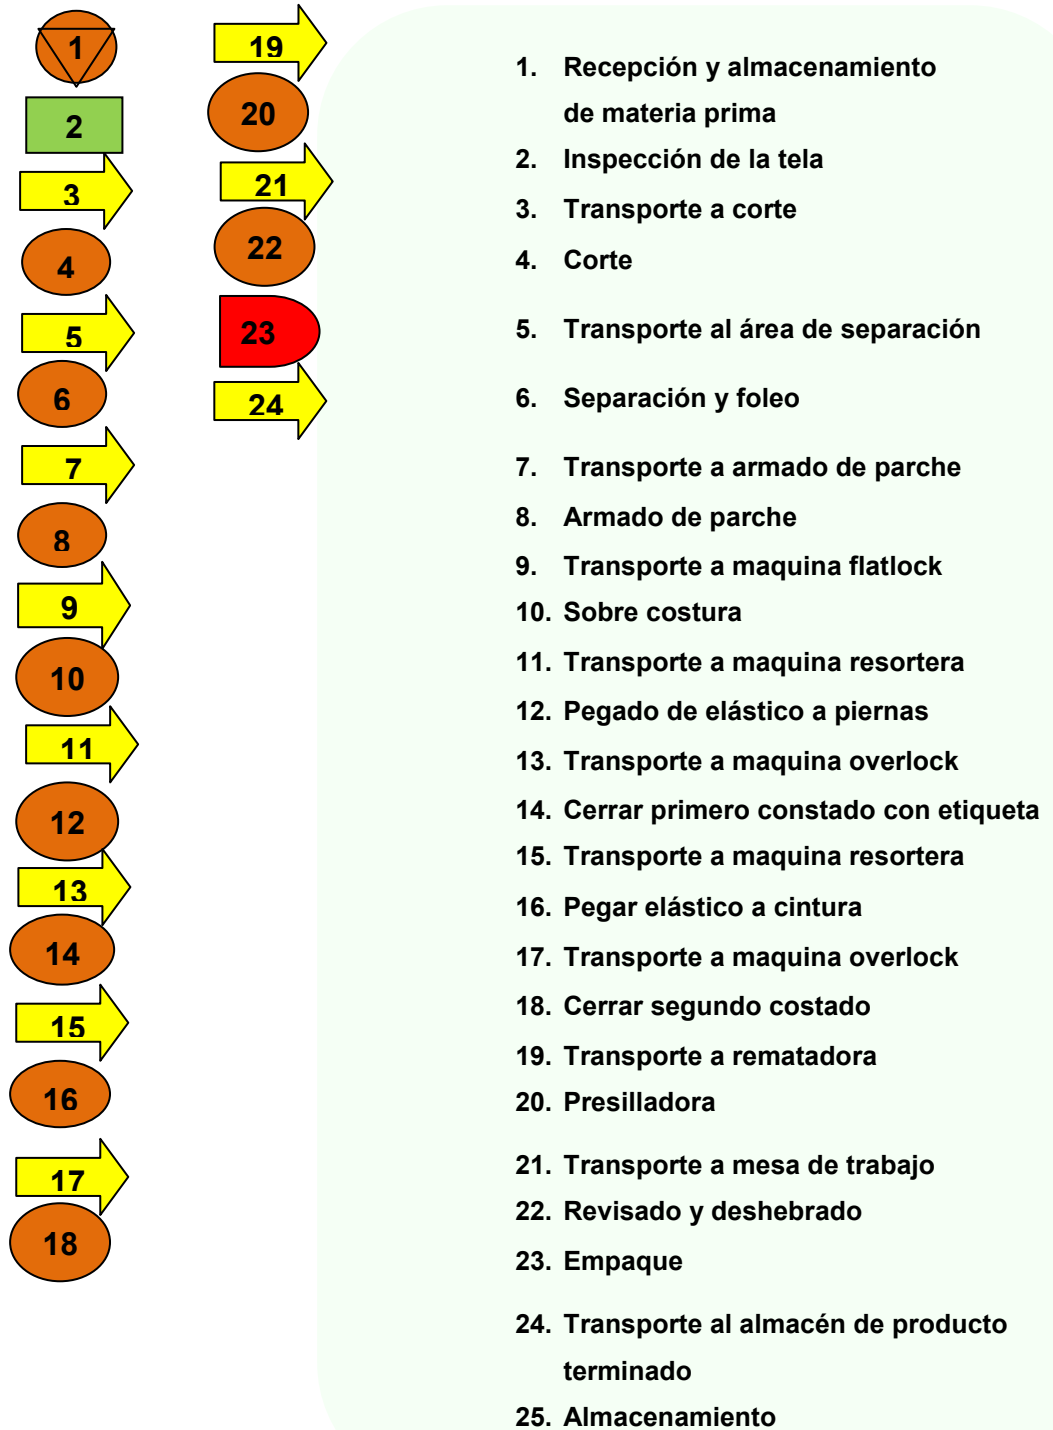 1
2
3
4
5
6
7
8
9
10
11
12
13
14
15
16
17
18
19
20
21
22
23
24
1. Recepción y almacenamiento
de materia prima
2. Inspección de la tela
3. Transporte a corte
4. Corte
5. Transporte al área de separación
6. Separación y foleo
7. Transporte a armado de parche
8. Armado de parche
9. Transporte a maquina flatlock
10. Sobre costura
11. Transporte a maquina resortera
12. Pegado de elástico a piernas
13. Transporte a maquina overlock
14. Cerrar primero constado con etiqueta
15. Transporte a maquina resortera
16. Pegar elástico a cintura
17. Transporte a maquina overlock
18. Cerrar segundo costado
19. Transporte a rematadora
20. Presilladora
21. Transporte a mesa de trabajo
22. Revisado y deshebrado
23. Empaque
24. Transporte al almacén de producto
terminado
25. Almacenamiento